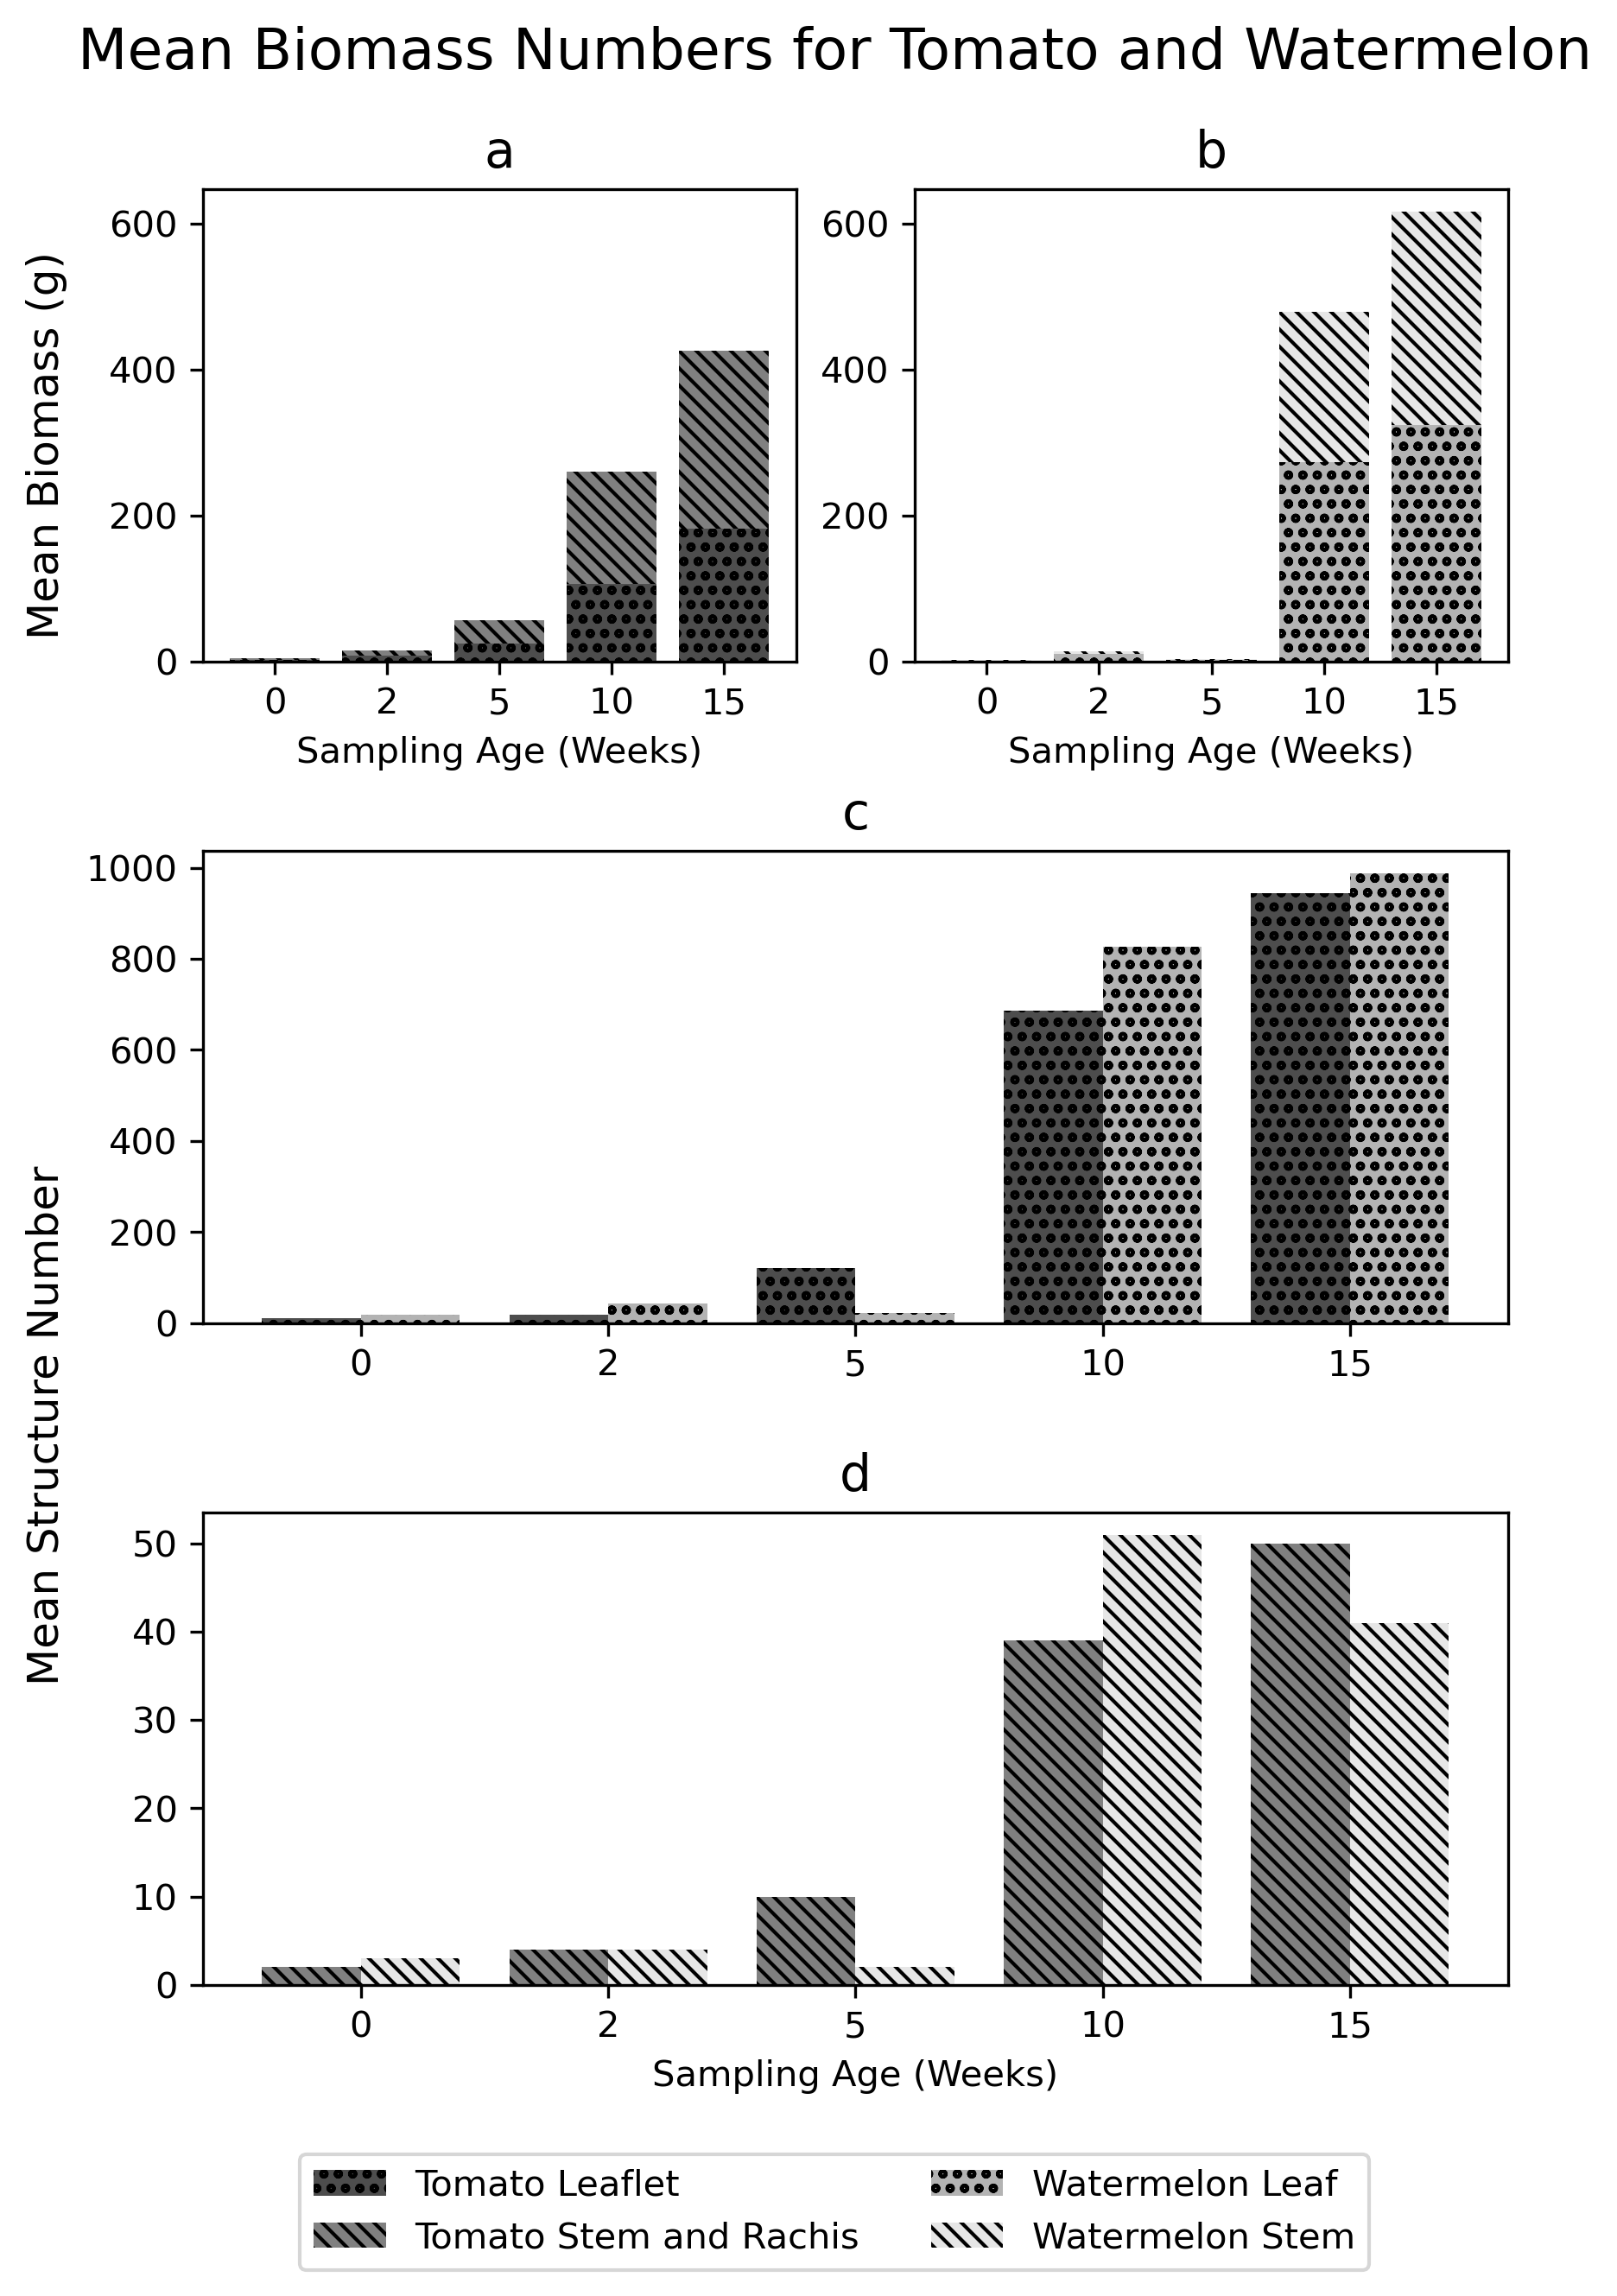 Mean Biomass Numbers for Tomato and Watermelon
a
b
Mean Biomass (g)
600
400
200
0
0 2 5 10 15
Sampling Age (Weeks)
600
400
200
0
0 2 5 10 15
Sampling Age (Weeks)
c
Mean Structure Number
1000
800
600
400
200
0
0 2 5 10 15
d
50
40
30
20
10
0
0 2 5 10 15
Sampling Age (Weeks)
Tomato Leaflet
Tomato Stem and Rachis
Watermelon Leaf
Watermelon Stem